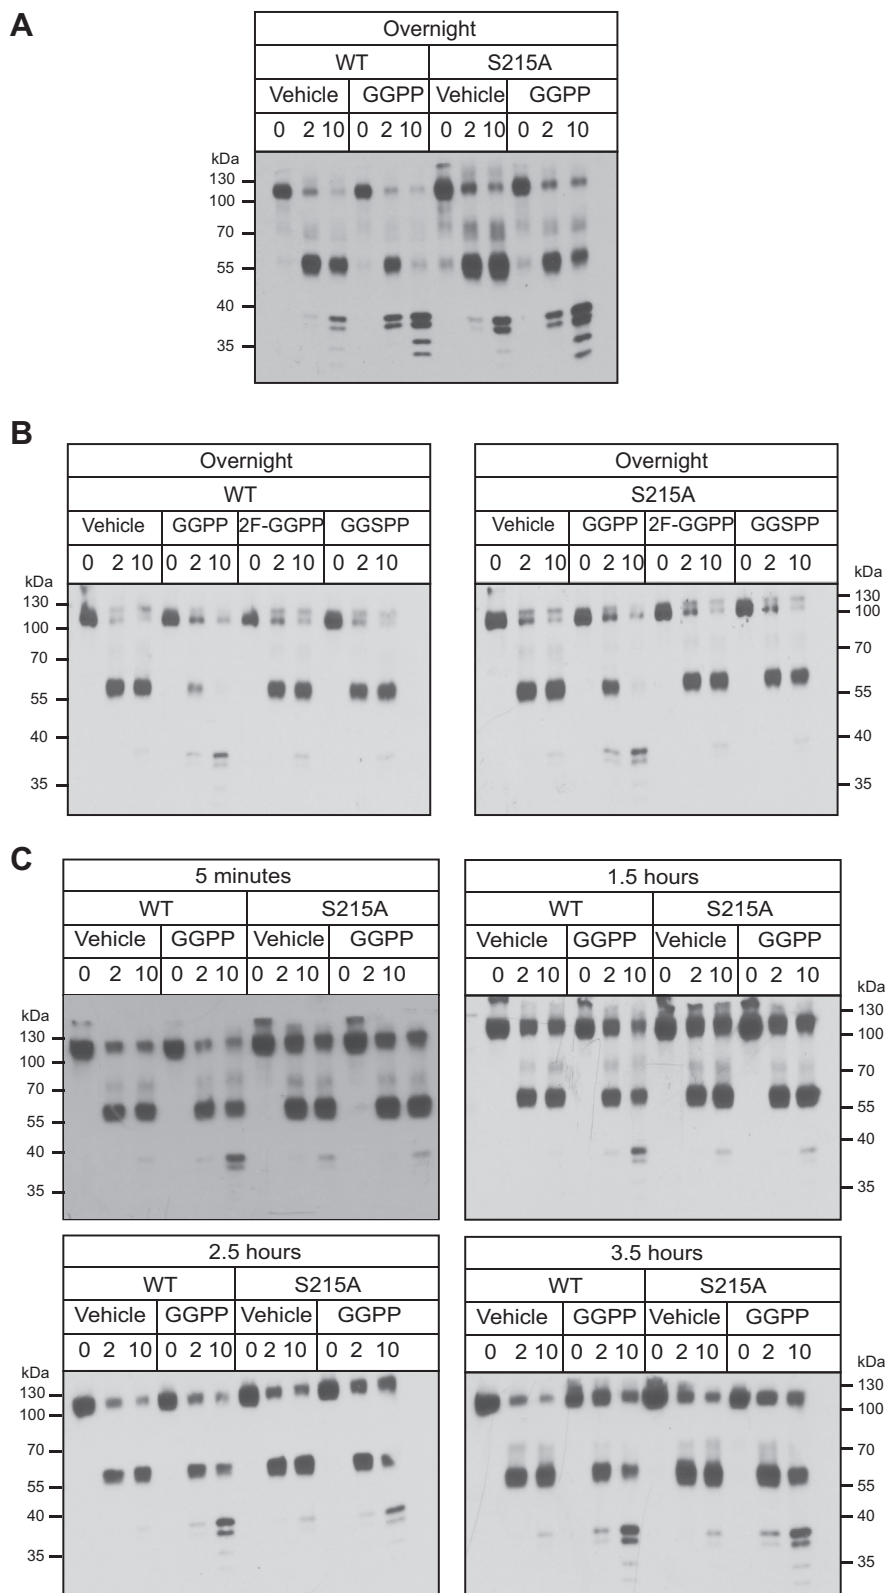 A
Overnight
WT S215A
Vehicle GGPP Vehicle GGPP
0 2 10 0 2 10 0 2 10 0 2 10
kDa
130
100
70
55
40
35
B
Overnight Overnight
WT S215A
Vehicle GGPP 2F-GGPP GGSPP Vehicle GGPP 2F-GGPP GGSPP
0 2 10 0 2 10 0 2 10 0 2 10 0 2 10 0 2 10 0 2 10 0 2 10
kDa kDa
130 130
100 100
70 70
55 55
40 40
35 35
C
5 minutes 1.5 hours
WT S215A WT S215A
Vehicle GGPP Vehicle GGPP Vehicle GGPP Vehicle GGPP
0 2 10 0 2 10 0 2 10 0 2 10 0 2 10 0 2 10 0 2 10 0 2 10
kDa kDa
130 130
100 100
70 70
55 55
40 40
35 35
2.5 hours 3.5 hours
WT S215A WT S215A
Vehicle GGPP Vehicle GGPP Vehicle GGPP Vehicle GGPP
0 2 10 0 2 10 0 2 10 0 2 10 0 2 10 0 2 10 0 2 10 0 2 10
kDa kDa
130 130
100 100
70 70
55 55
40 40
35 35